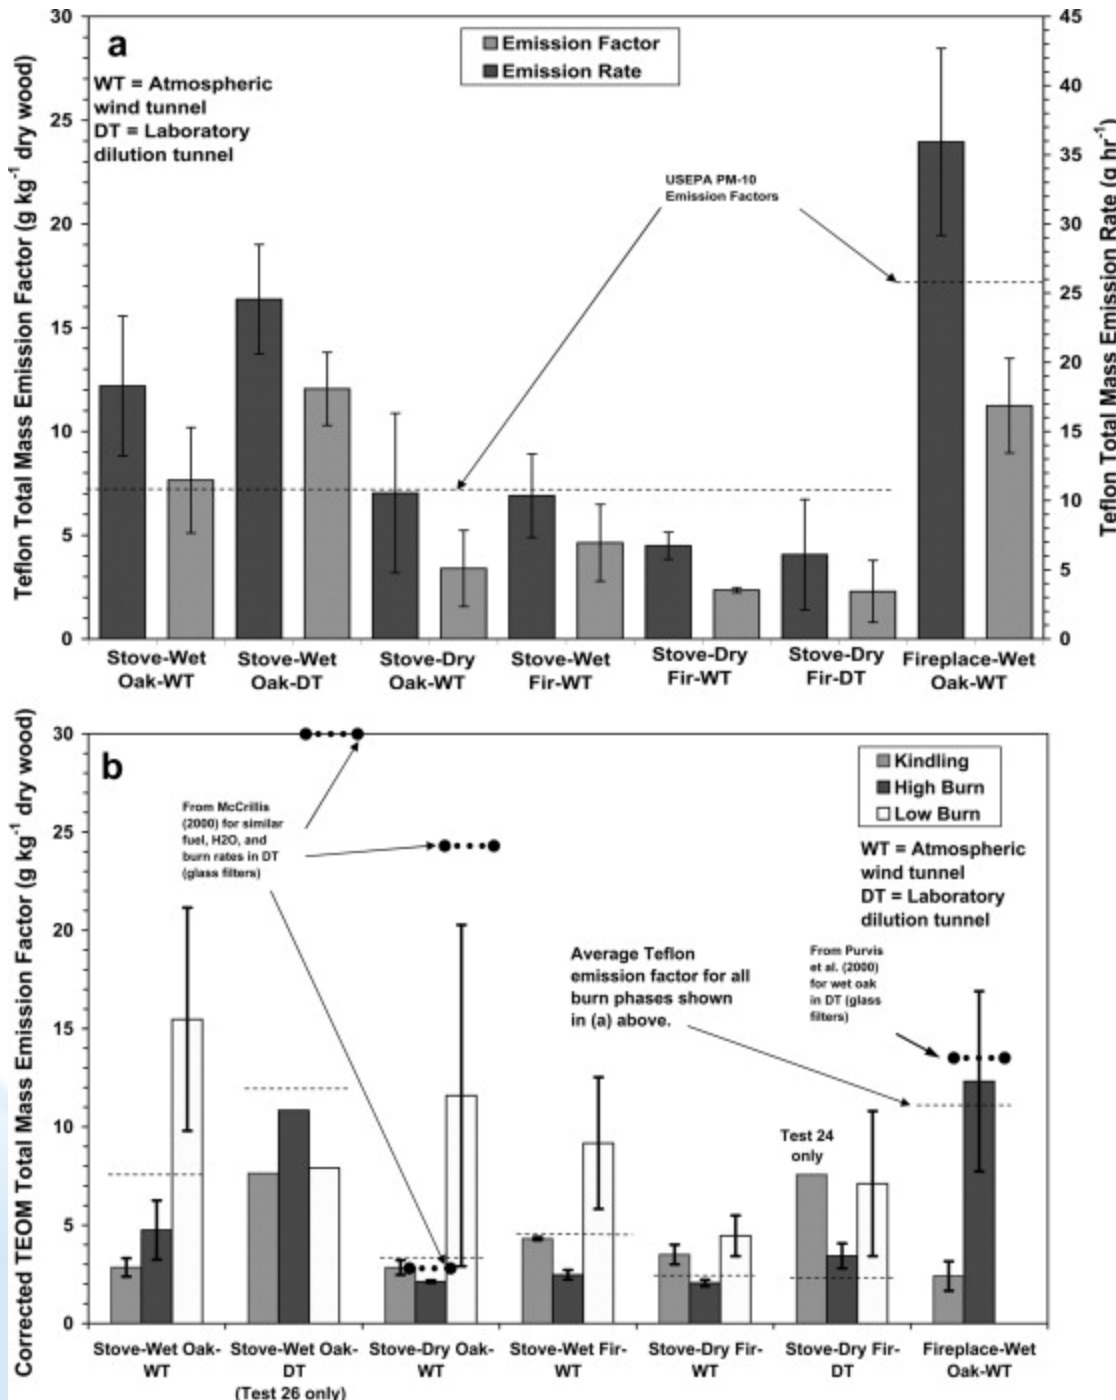 a
Emission Factor
Emission Rate
WT = Atmospheric
wind tunnel
DT = Laboratory
dilution tunnel
USEPA PM-10
Emission Factors
Teflon Total Mass Emission Factor (g kg⁻¹ dry wood)
30
25
20
15
10
5
0
Teflon Total Mass Emission Rate (g hr⁻¹)
45
40
35
30
25
20
15
10
5
0
Stove-Wet
Oak-WT
Stove-Wet
Oak-DT
Stove-Dry
Oak-WT
Stove-Wet
Fir-WT
Stove-Dry
Fir-WT
Stove-Dry
Fir-DT
Fireplace-Wet
Oak-WT
b
Kindling
High Burn
Low Burn
WT = Atmospheric
wind tunnel
DT = Laboratory
dilution tunnel
From McCrillis
(2000) for similar
fuel, H2O, and
burn rates in DT
(glass filters)
Average Teflon
emission factor for all
burn phases shown
in (a) above.
From Purvis
et al. (2000)
for wet oak
in DT (glass
filters)
Test 24
only
Corrected TEOM Total Mass Emission Factor (g kg⁻¹ dry wood)
30
25
20
15
10
5
0
Stove-Wet Oak-
WT
Stove-Wet Oak-
DT
(Test 26 only)
Stove-Dry Oak-
WT
Stove-Wet Fir-
WT
Stove-Dry Fir-
WT
Stove-Dry Fir-
DT
Fireplace-Wet
Oak-WT